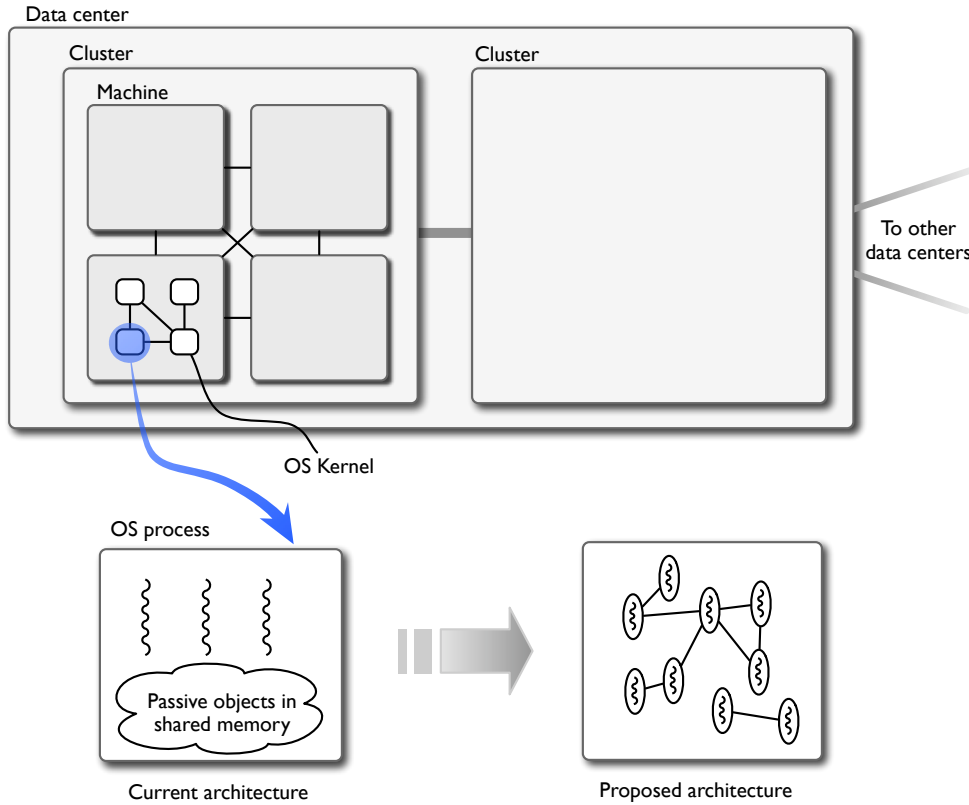 Data center
Cluster
Cluster
Machine
To other
data centers
OS Kernel
OS process
Passive objects in
shared memory
Current architecture
Proposed architecture